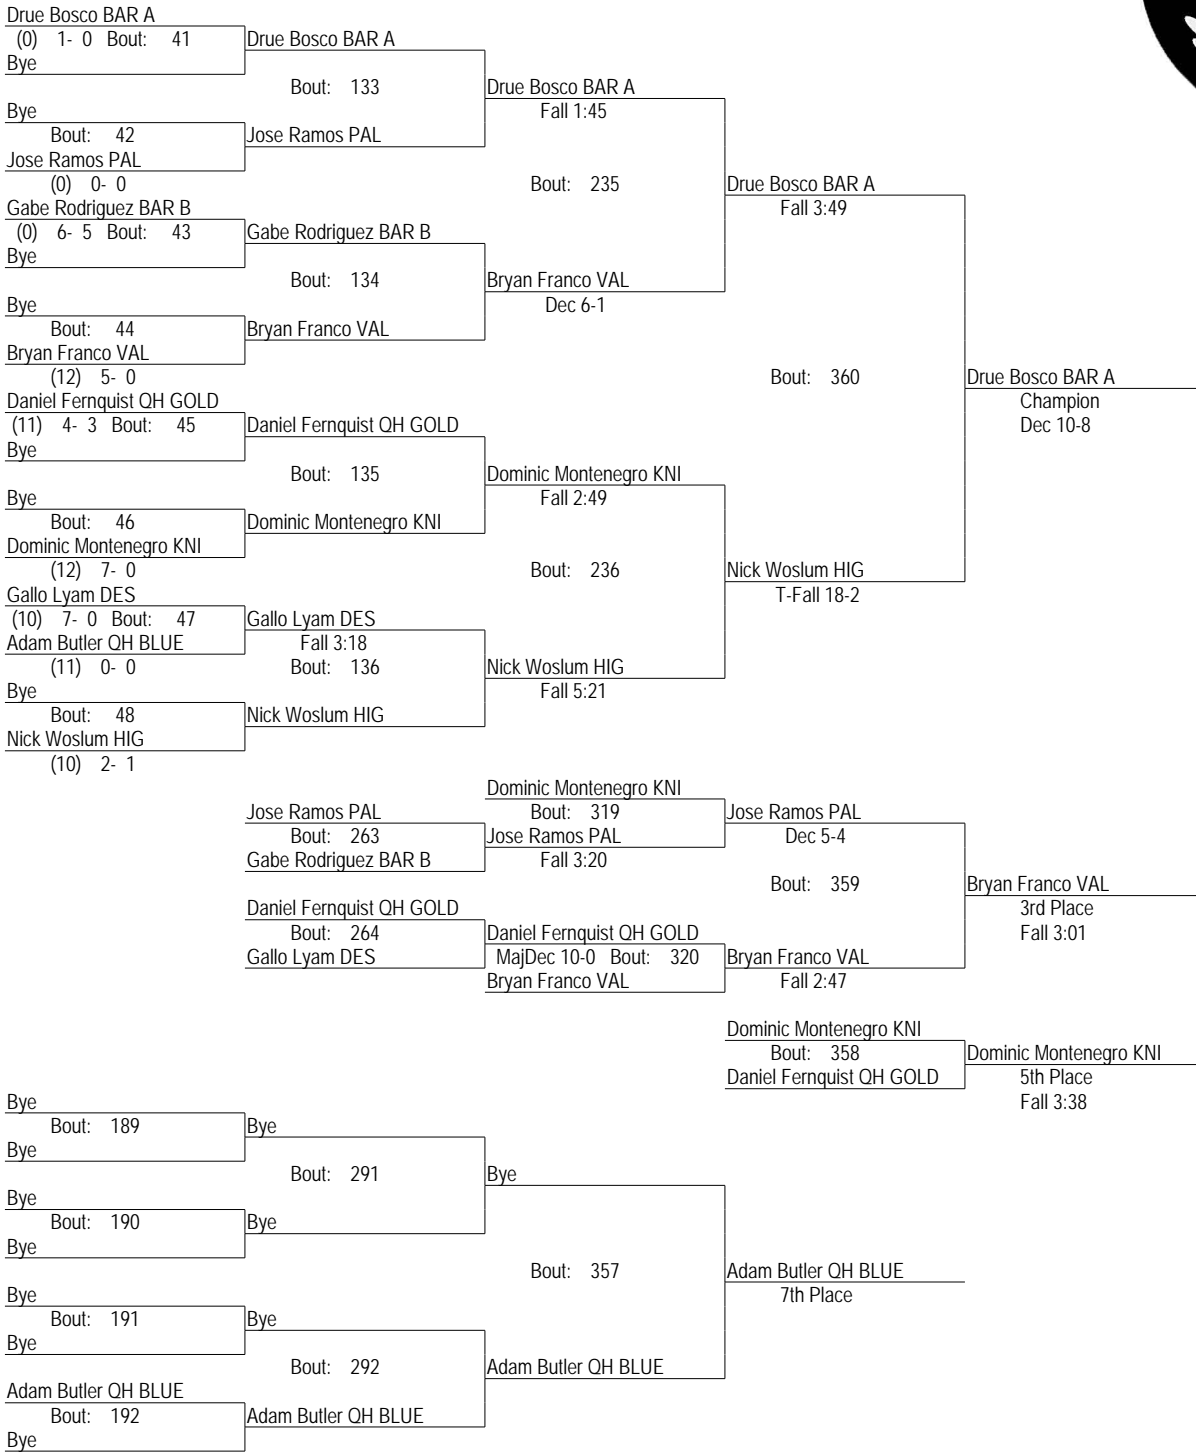 Drue Bosco BAR A
(0) 1- 0 Bout: 41
Drue Bosco BAR A
Bye
Bout: 133
Drue Bosco BAR A
Bye
Fall 1:45
Bout: 42
Jose Ramos PAL
Jose Ramos PAL
(0) 0- 0
Bout: 235
Drue Bosco BAR A
Gabe Rodriguez BAR B
Fall 3:49
(0) 6- 5 Bout: 43
Gabe Rodriguez BAR B
Bye
Bout: 134
Bryan Franco VAL
Bye
Dec 6-1
Bout: 44
Bryan Franco VAL
Bryan Franco VAL
(12) 5- 0
Bout: 360
Drue Bosco BAR A
Daniel Fernquist QH GOLD
Champion
(11) 4- 3 Bout: 45
Daniel Fernquist QH GOLD
Dec 10-8
Bye
Bout: 135
Dominic Montenegro KNI
Bye
Fall 2:49
Bout: 46
Dominic Montenegro KNI
Dominic Montenegro KNI
(12) 7- 0
Bout: 236
Nick Woslum HIG
Gallo Lyam DES
T-Fall 18-2
(10) 7- 0 Bout: 47
Gallo Lyam DES
Adam Butler QH BLUE
Fall 3:18
(11) 0- 0
Bout: 136
Nick Woslum HIG
Bye
Fall 5:21
Bout: 48
Nick Woslum HIG
Nick Woslum HIG
(10) 2- 1
Dominic Montenegro KNI
Jose Ramos PAL
Bout: 319
Jose Ramos PAL
Bout: 263
Jose Ramos PAL
Dec 5-4
Gabe Rodriguez BAR B
Fall 3:20
Bout: 359
Bryan Franco VAL
Daniel Fernquist QH GOLD
3rd Place
Bout: 264
Daniel Fernquist QH GOLD
Fall 3:01
Gallo Lyam DES
MajDec 10-0 Bout: 320
Bryan Franco VAL
Bryan Franco VAL
Fall 2:47
Dominic Montenegro KNI
Bout: 358
Dominic Montenegro KNI
Daniel Fernquist QH GOLD
5th Place
Fall 3:38
Bye
Bout: 189
Bye
Bye
Bout: 291
Bye
Bye
Bout: 190
Bye
Bye
Bout: 357
Adam Butler QH BLUE
Bye
7th Place
Bout: 191
Bye
Bye
Bout: 292
Adam Butler QH BLUE
Adam Butler QH BLUE
Bout: 192
Adam Butler QH BLUE
Bye